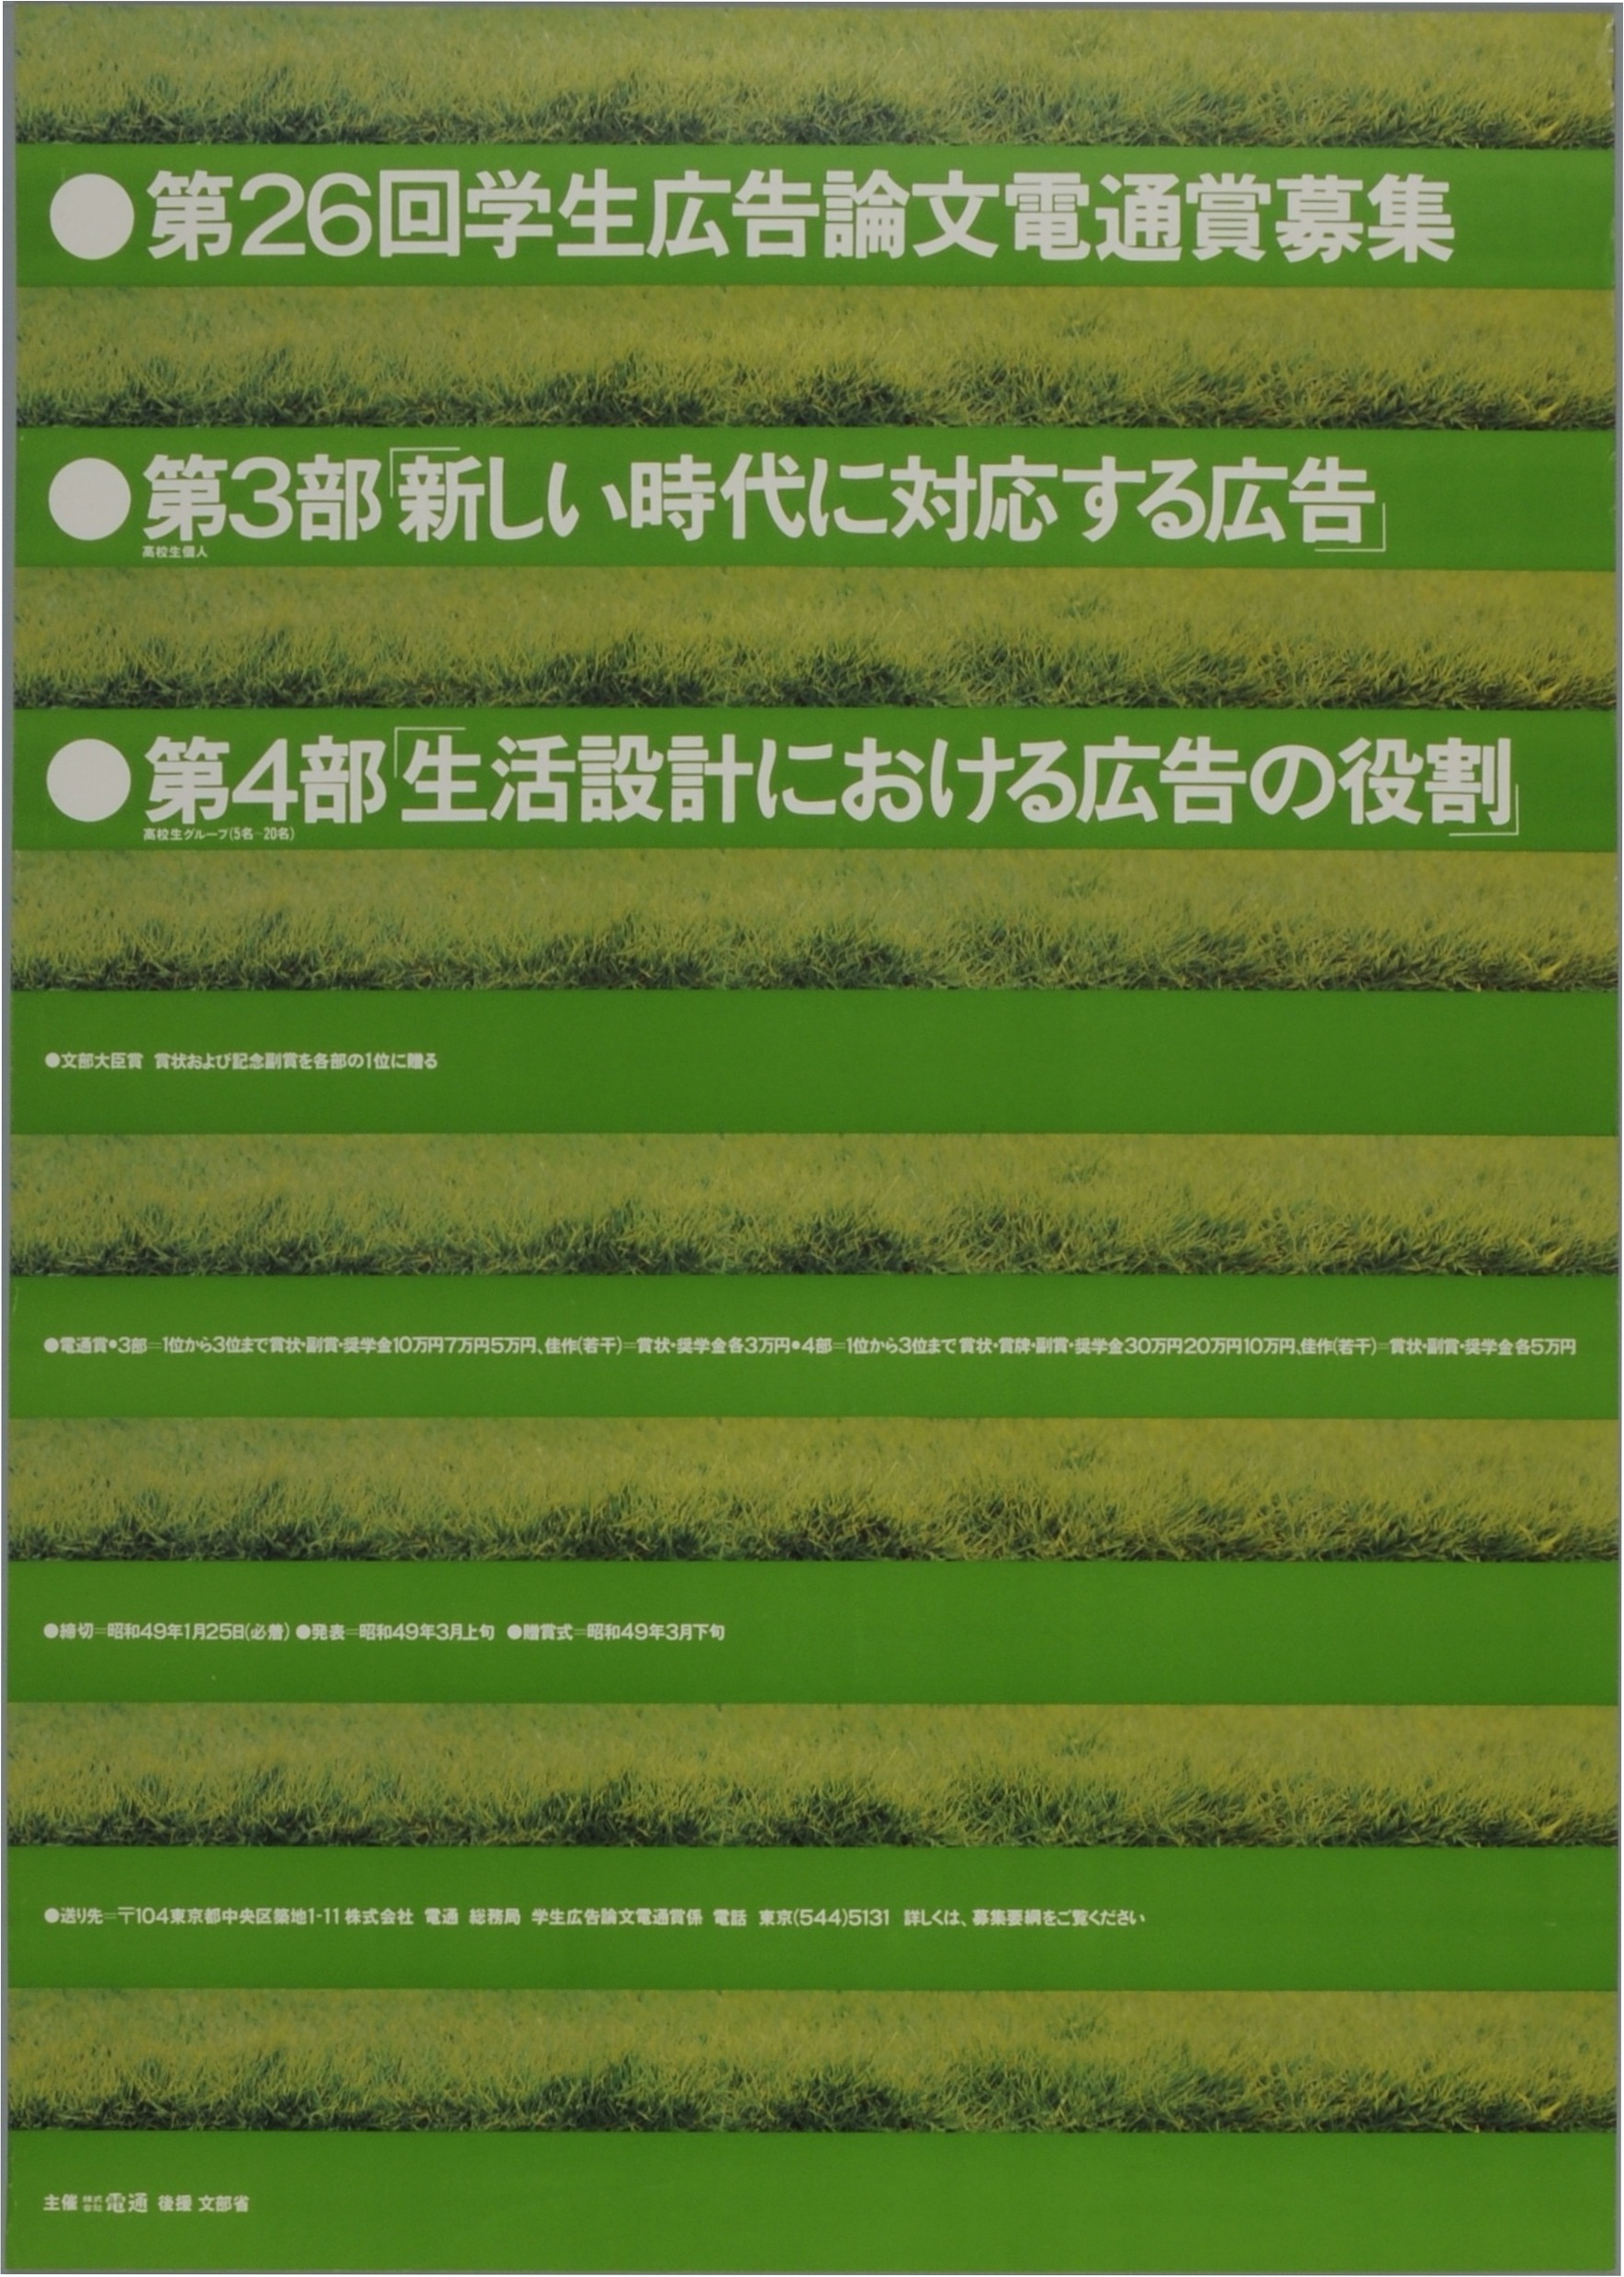 ●第26回学生広告論文電通賞募集
●第3部「新しい時代に対応する広告」
高校生個人
●第4部「生活設計における広告の役割」
高校生グループ(5名〜20名)
●文部大臣賞 賞状および記念副賞を各部の1位に贈る
●電通賞•3部=1位から3位まで賞状・副賞・奨学金10万円7万円5万円、佳作(若干)=賞状・奨学金各3万円•4部=1位から3位まで賞状・賞牌・副賞・奨学金30万円20万円10万円、佳作(若干)=賞状・副賞・奨学金各5万円
●締切=昭和49年1月25日(必着) ●発表=昭和49年3月上旬 ●贈賞式=昭和49年3月下旬
●送り先=〒104東京都中央区築地1-11 株式会社 電通 総務局 学生広告論文電通賞係 電話 東京(544)5131 詳しくは、募集要綱をご覧ください
主催 株式会社 電通 後援 文部省